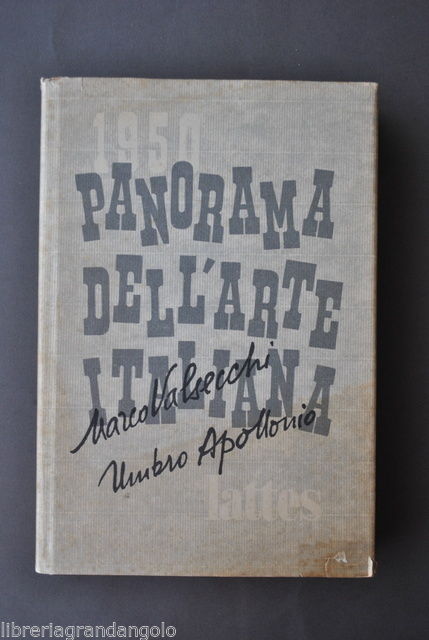 1950
PANORAMA
DELL'ARTE
ITALIANA
Marco Valsecchi
Umbro Apollonio
lattes
libreriagrandangolo